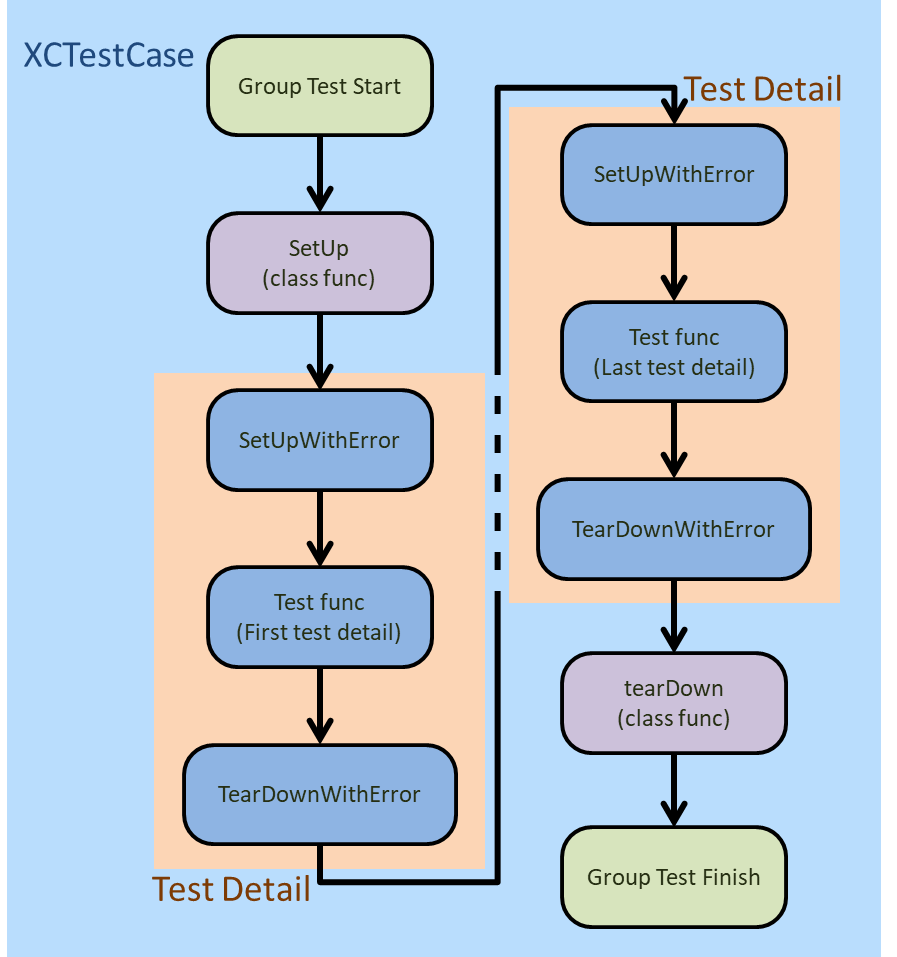 XCTestCase
Group Test Start
SetUp
(class func)
SetUpWithError
Test func
(First test detail)
TearDownWithError
Test Detail
Test Detail
SetUpWithError
Test func
(Last test detail)
TearDownWithError
tearDown
(class func)
Group Test Finish